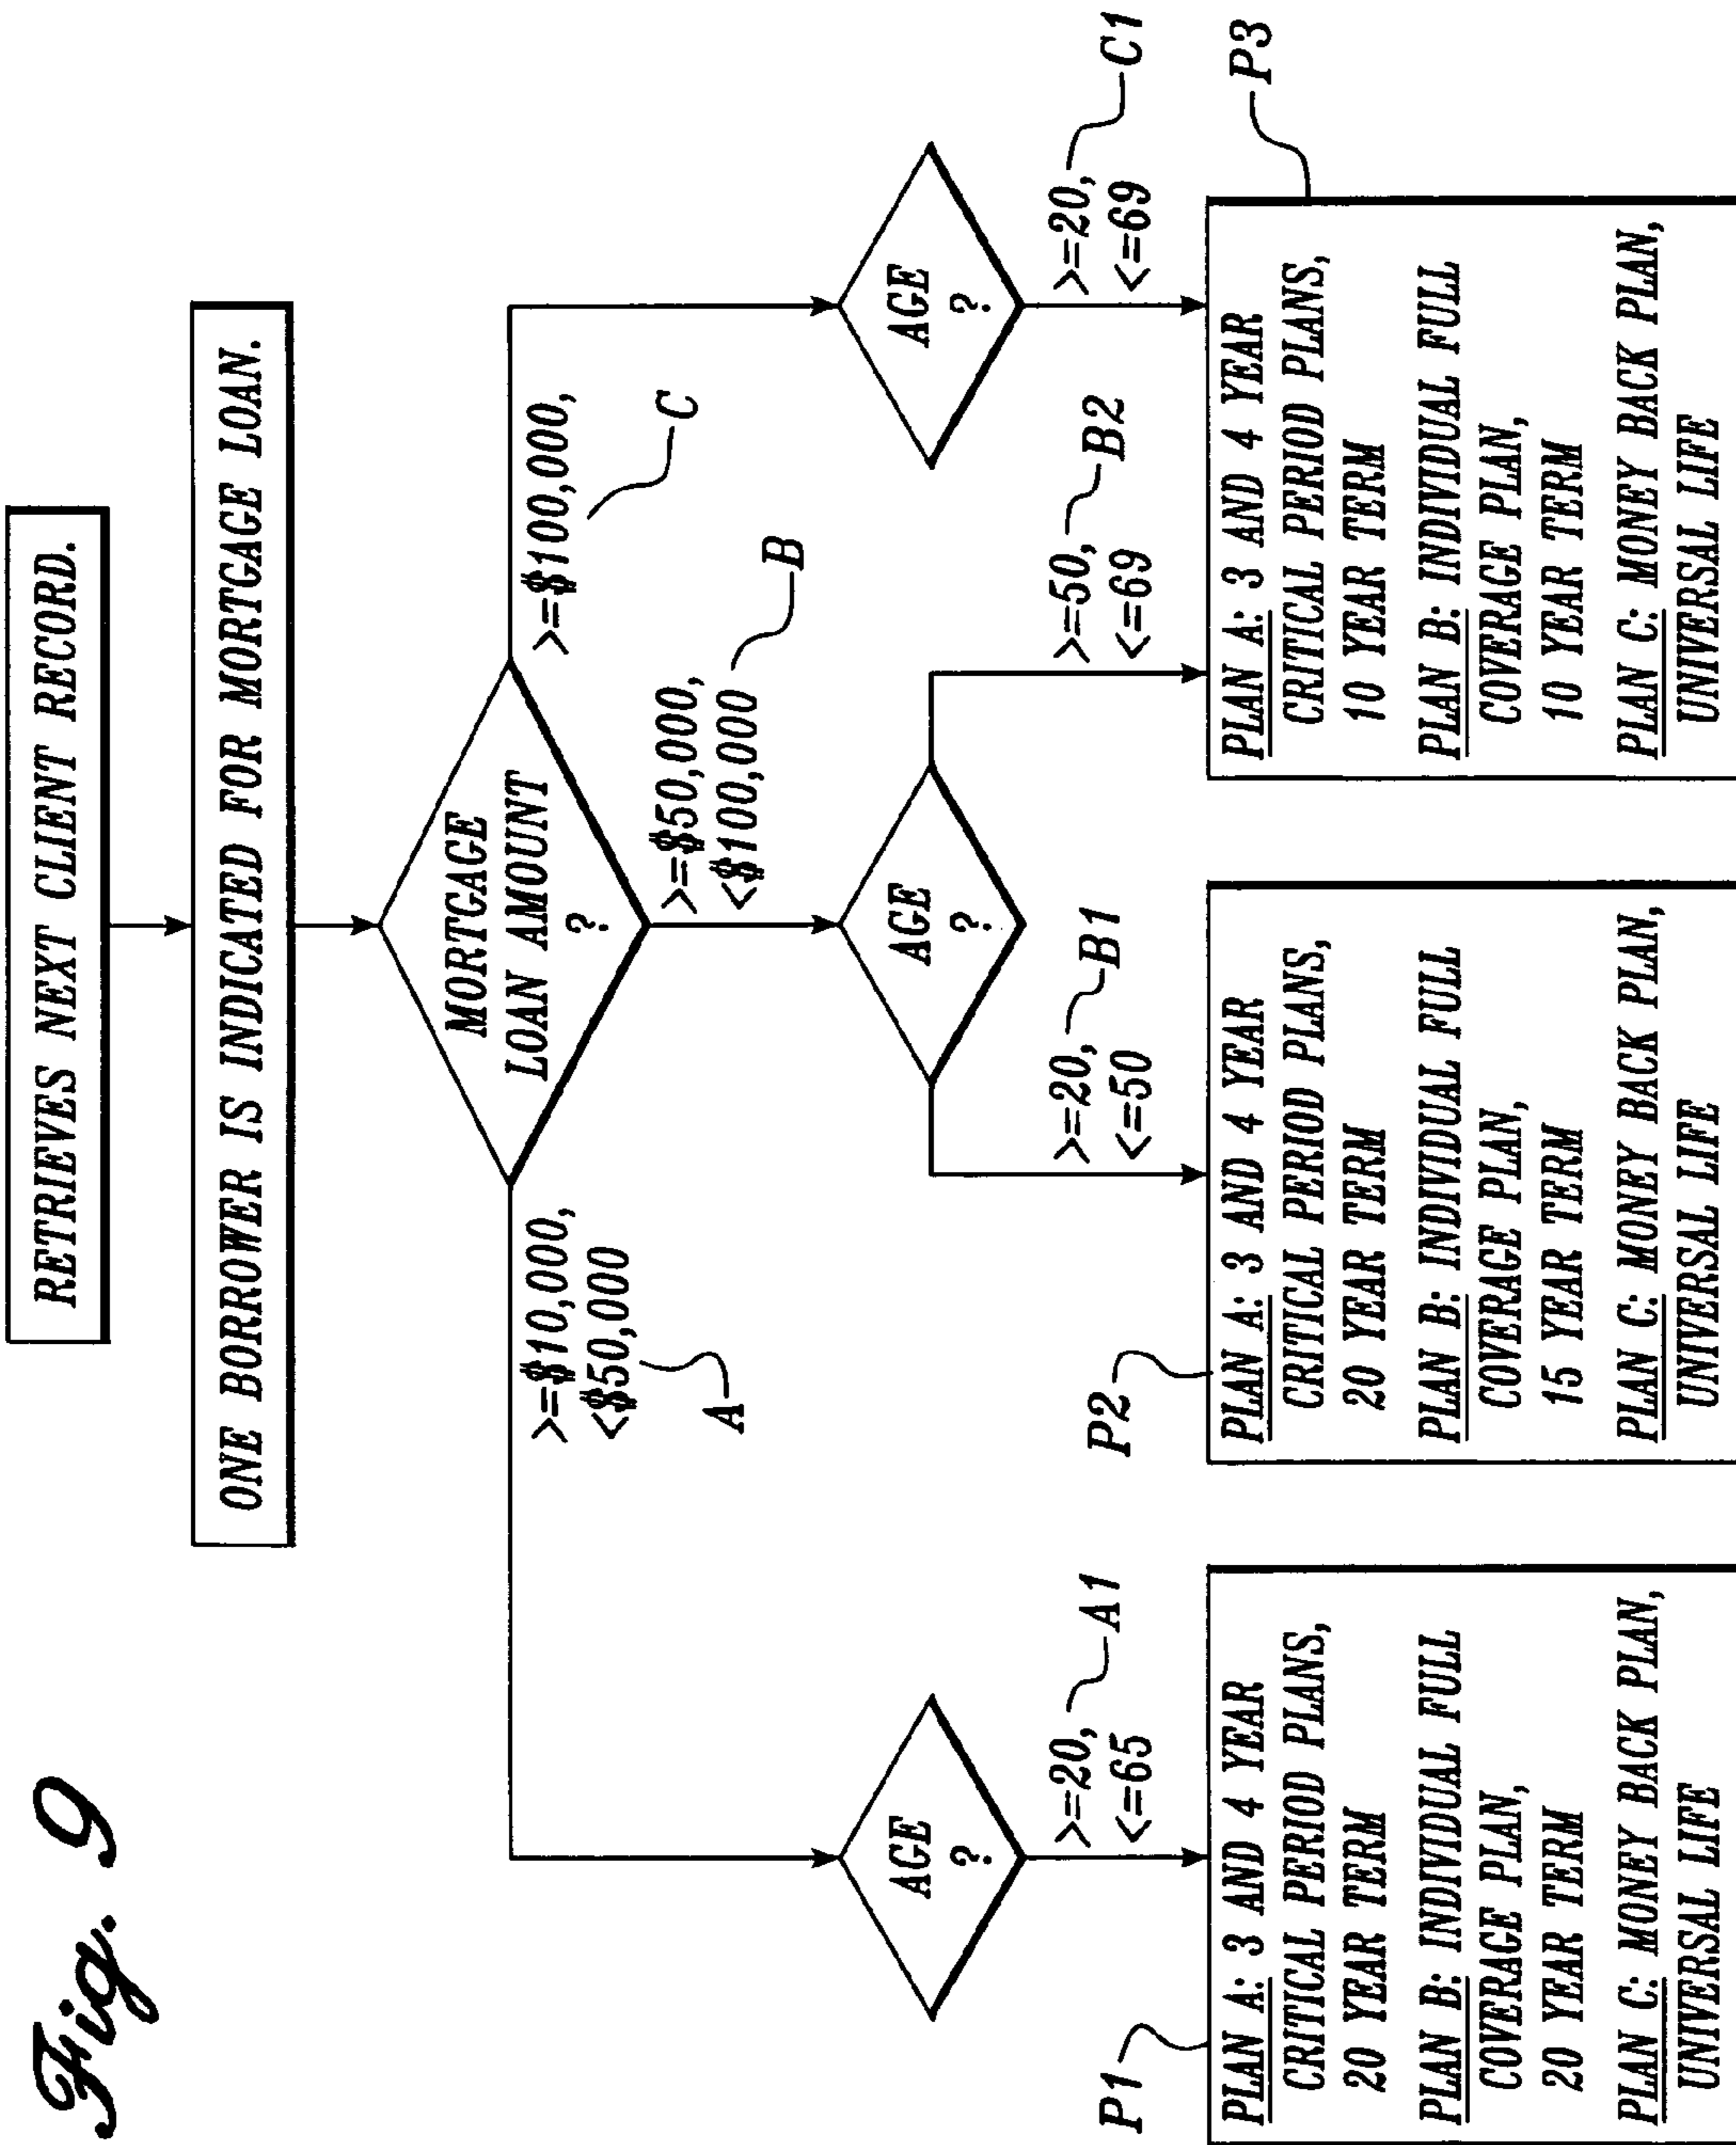 Fig. 9
RETRIEVES NEXT CLIENT RECORD.
ONE BORROWER IS INDICATED FOR MORTGAGE LOAN.
MORTGAGE
LOAN AMOUNT
?
>=$10,000,
<$50,000
A
>=$50,000,
<$100,000
B
>=$100,000,
C
AGE
?
>=20,
<=65
A1
AGE
?
>=20,
<=50
B1
>=50,
<=69
B2
AGE
?
>=20,
<=69
C1
P1
PLAN A: 3 AND 4 YEAR
CRITICAL PERIOD PLANS,
20 YEAR TERM
PLAN B: INDIVIDUAL FULL
COVERAGE PLAN,
20 YEAR TERM
PLAN C: MONEY BACK PLAN,
UNIVERSAL LIFE
P2
PLAN A: 3 AND 4 YEAR
CRITICAL PERIOD PLANS,
20 YEAR TERM
PLAN B: INDIVIDUAL FULL
COVERAGE PLAN,
15 YEAR TERM
PLAN C: MONEY BACK PLAN,
UNIVERSAL LIFE
P3
PLAN A: 3 AND 4 YEAR
CRITICAL PERIOD PLANS,
10 YEAR TERM
PLAN B: INDIVIDUAL FULL
COVERAGE PLAN,
10 YEAR TERM
PLAN C: MONEY BACK PLAN,
UNIVERSAL LIFE